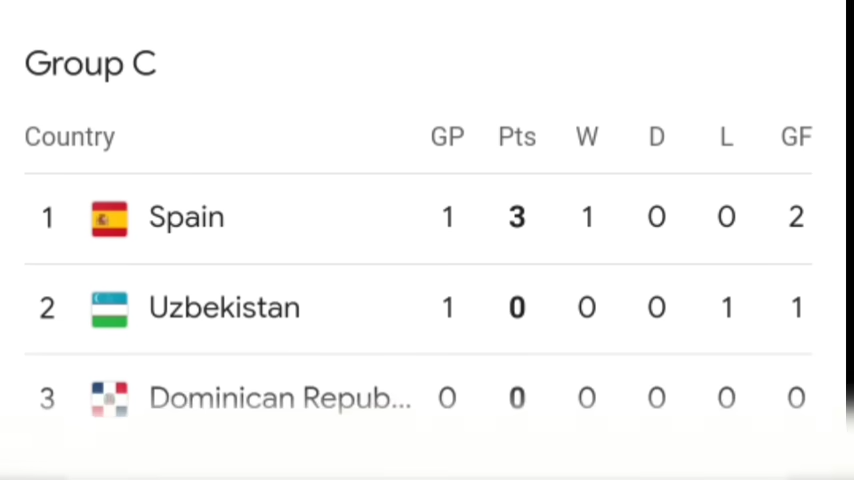 Group C
Country GP Pts W D L GF
1 Spain 1 3 1 0 0 2
2 Uzbekistan 1 0 0 0 1 1
3 Dominican Repub... 0 0 0 0 0 0